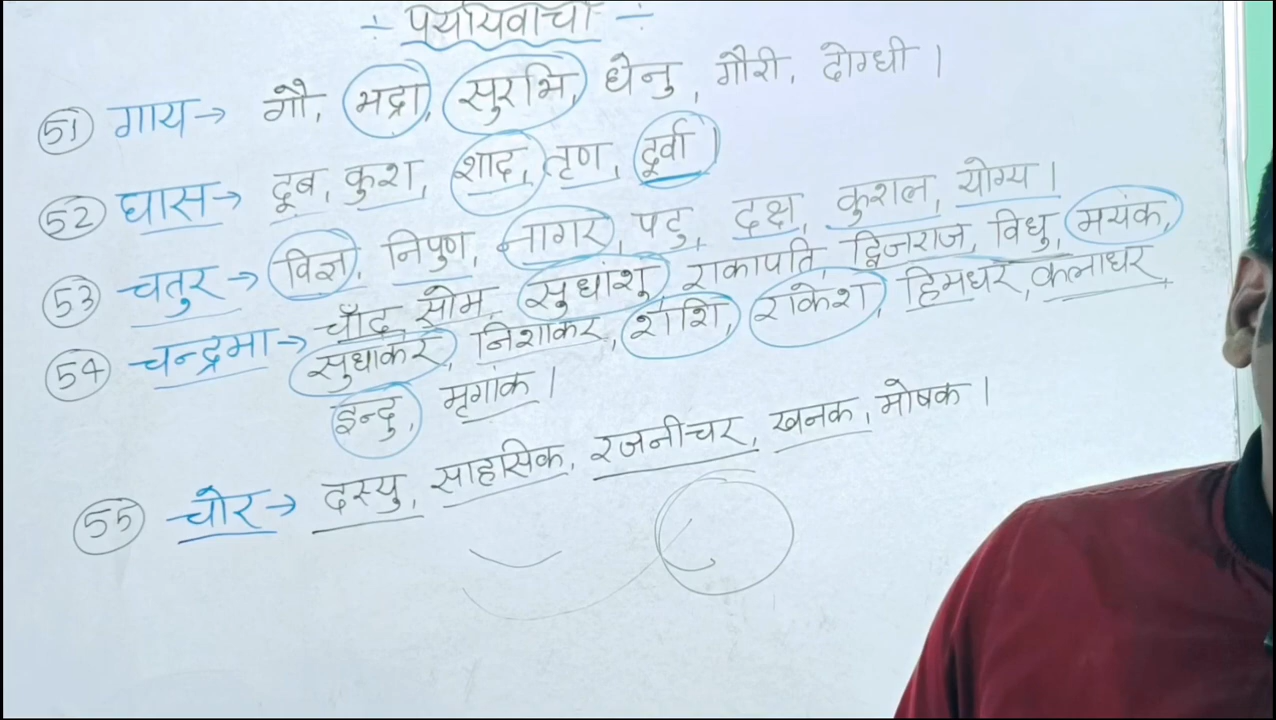 ÷ पर्यायवाची ÷
51 गाय→ गौ, भद्रा, सुरभि, धेनु, गौरी, दोग्धी ।
52 घास→ दूब, कुश, शाद, तृण, दूर्वा ।
53 चतुर→ विज्ञ, निपुण, नागर, पटु, दक्ष, कुशल, योग्य ।
54 चन्द्रमा→ चाँद, सोम, सुधांशु, राकापति, द्विजराज, विधु, मयंक,
सुधाकर, निशाकर, शशि, राकेश, हिमधर, कलाधर,
इन्दु, मृगांक ।
55 चोर→ दस्यु, साहसिक, रजनीचर, खनक, मोषक ।